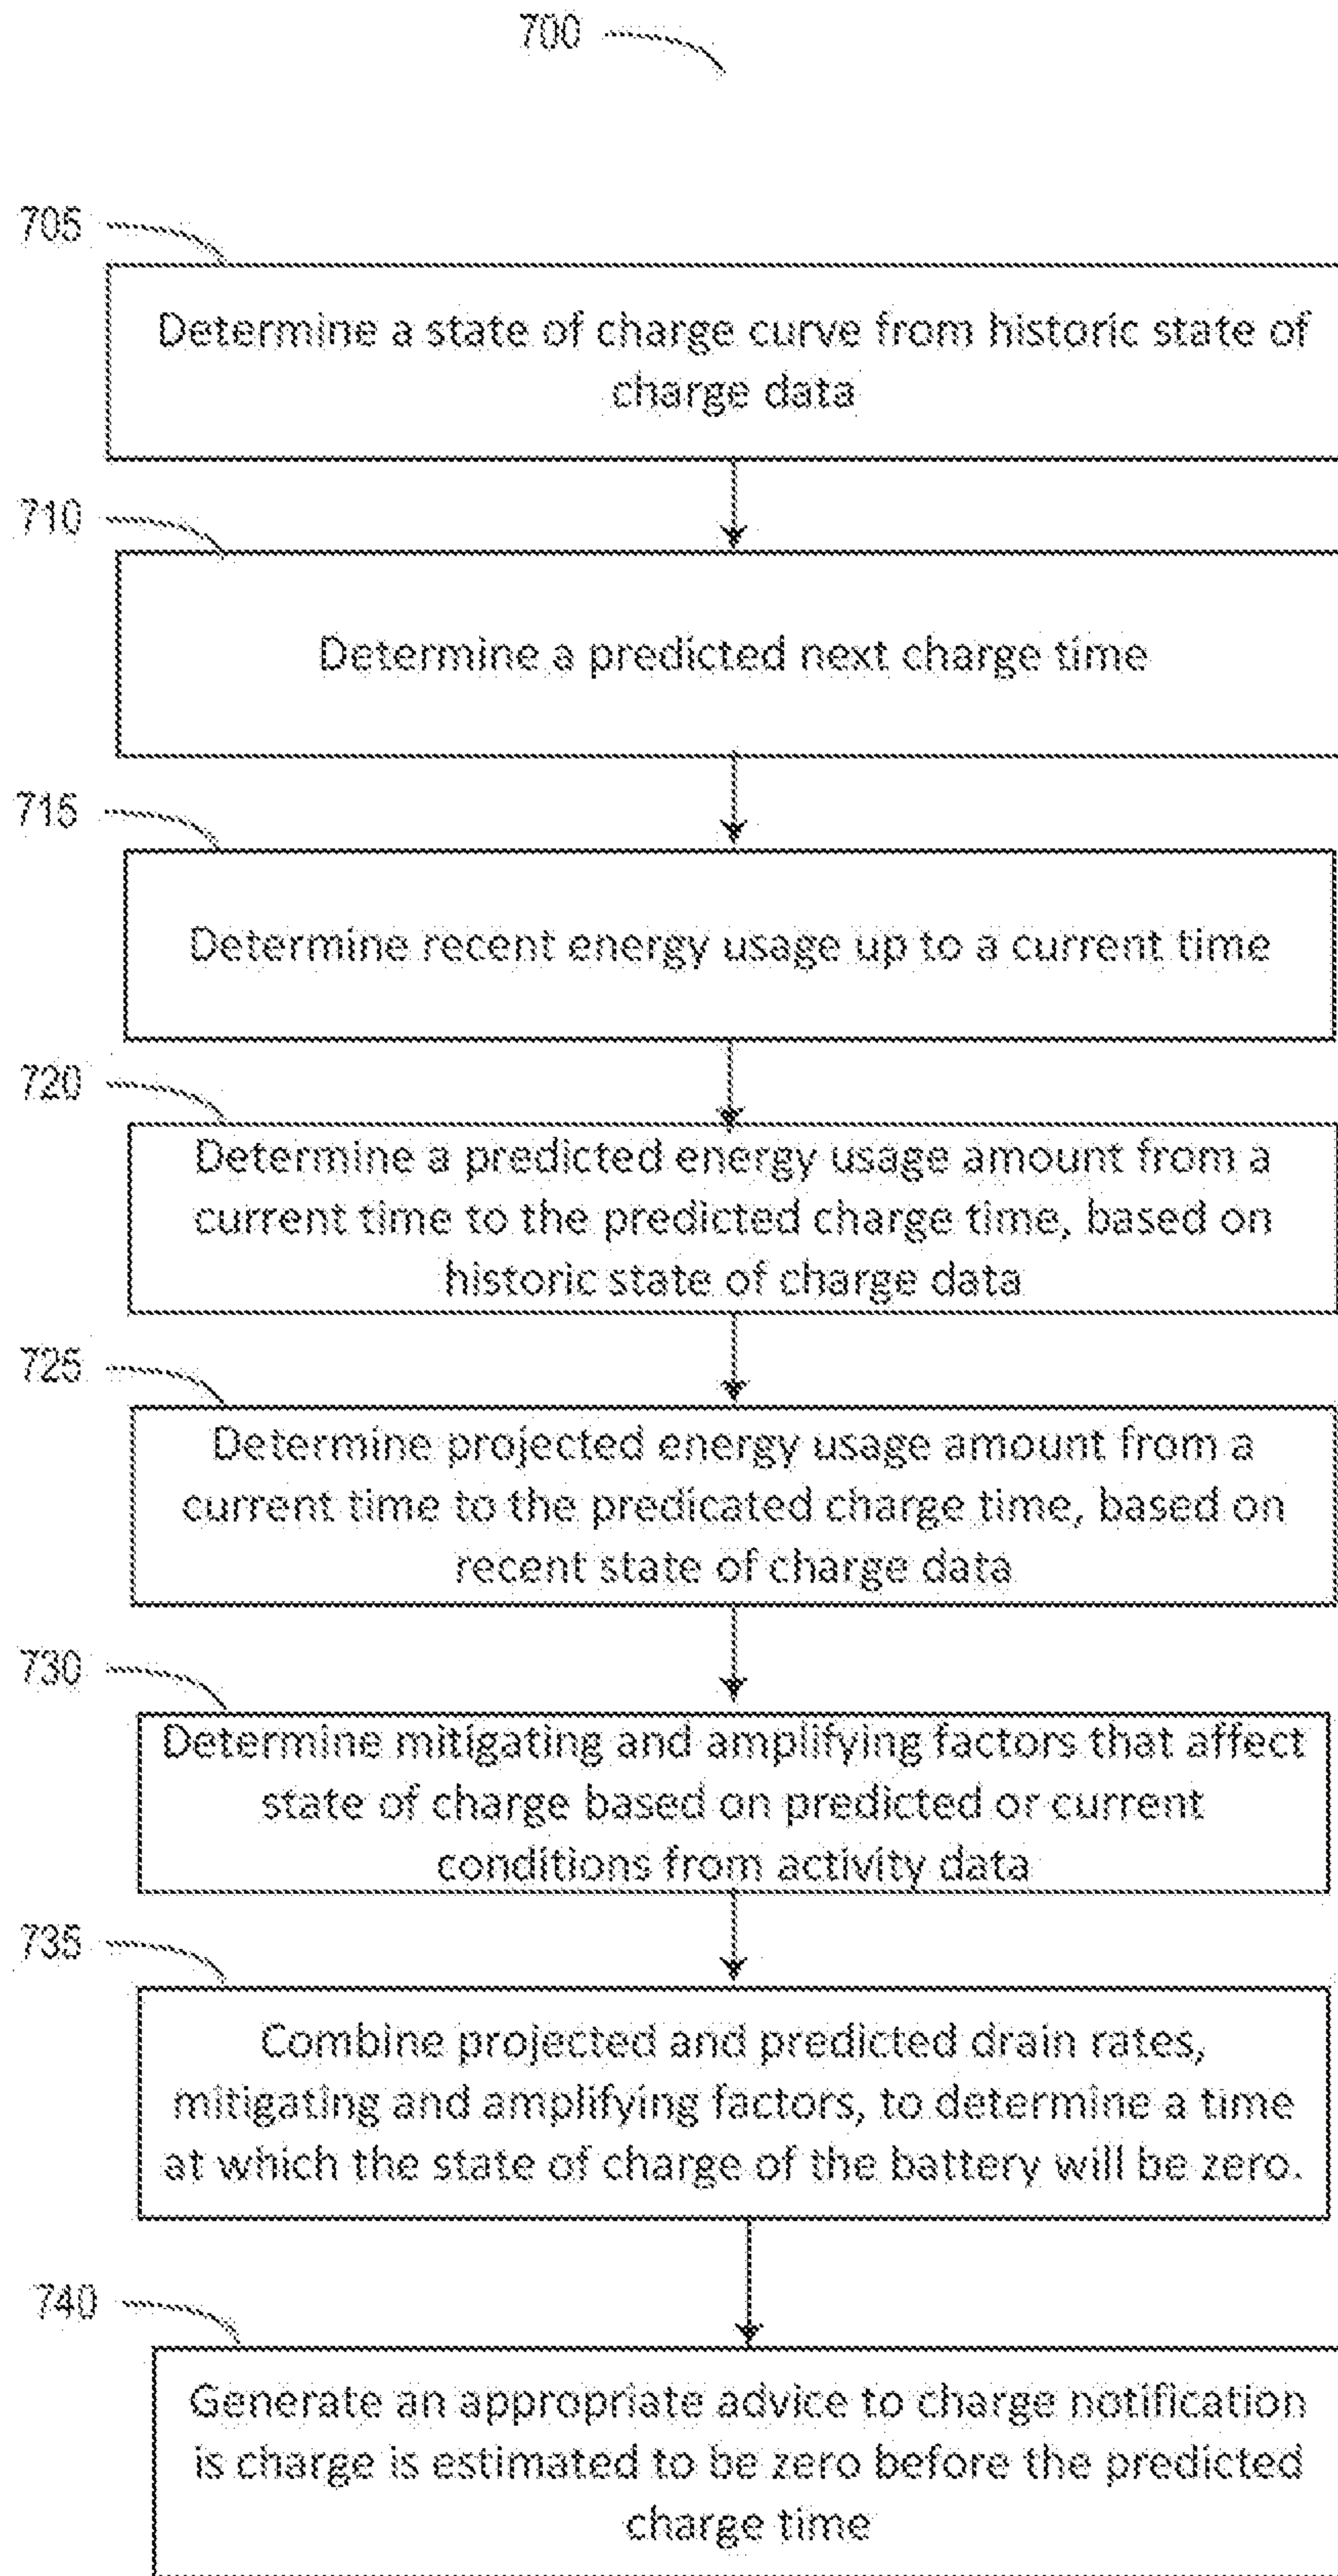 700
705
Determine a state of charge curve from historic state of
charge data
710
Determine a predicted next charge time
715
Determine recent energy usage up to a current time
720
Determine a predicted energy usage amount from a
current time to the predicted charge time, based on
historic state of charge data
725
Determine projected energy usage amount from a
current time to the predicated charge time, based on
recent state of charge data
730
Determine mitigating and amplifying factors that affect
state of charge based on predicted or current
conditions from activity data
735
Combine projected and predicted drain rates,
mitigating and amplifying factors, to determine a time
at which the state of charge of the battery will be zero.
740
Generate an appropriate advice to charge notification
is charge is estimated to be zero before the predicted
charge time